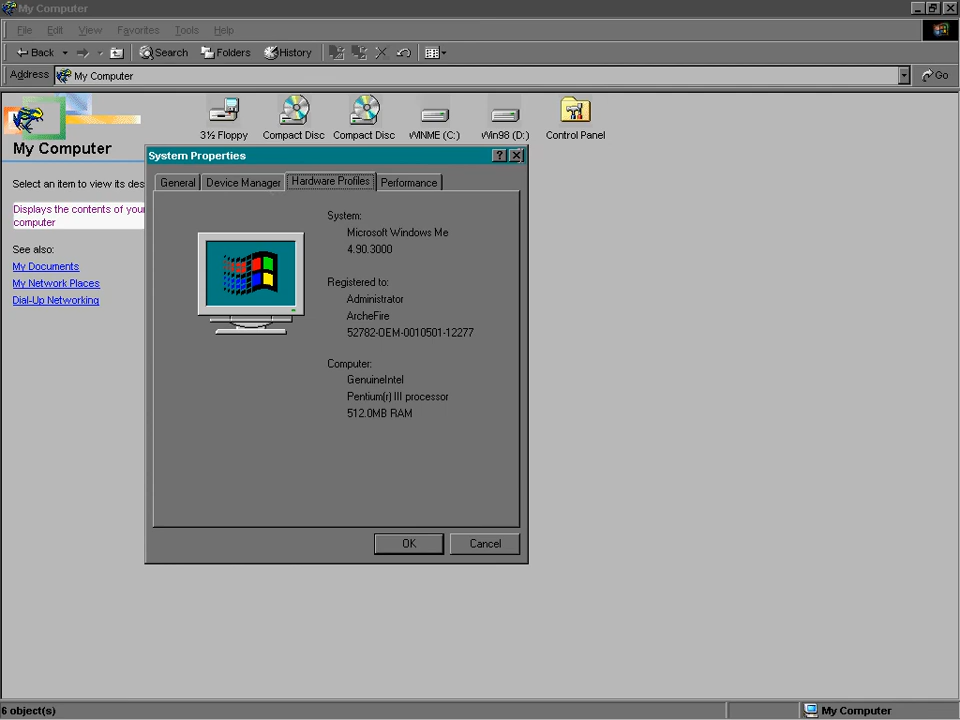 My Computer
File Edit View Favorites Tools Help
Back Search Folders History
Address My Computer Go
3½ Floppy Compact Disc Compact Disc WINME (C:) Win98 (D:) Control Panel
My Computer
Select an item to view its des
Displays the contents of your
computer
See also:
My Documents
My Network Places
Dial-Up Networking
System Properties
General Device Manager Hardware Profiles Performance
System:
Microsoft Windows Me
4.90.3000
Registered to:
Administrator
ArcheFire
52782-OEM-0010501-12277
Computer:
GenuineIntel
Pentium(r) III processor
512.0MB RAM
OK Cancel
6 object(s) My Computer